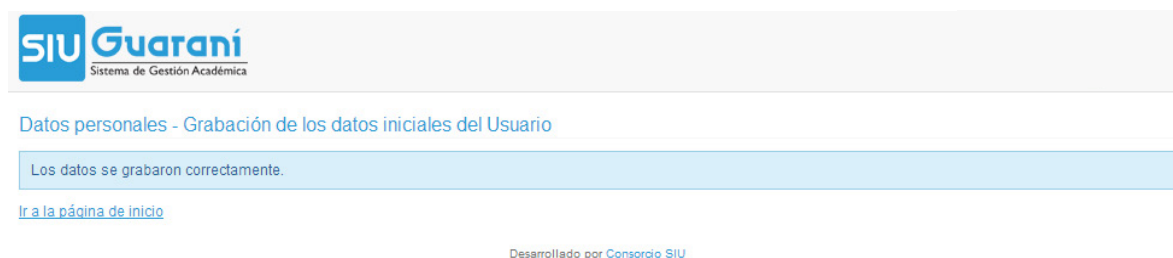 SIU Guaraní
Sistema de Gestión Académica
Datos personales - Grabación de los datos iniciales del Usuario
Los datos se grabaron correctamente.
Ir a la página de inicio
Desarrollado por Consorcio SIU